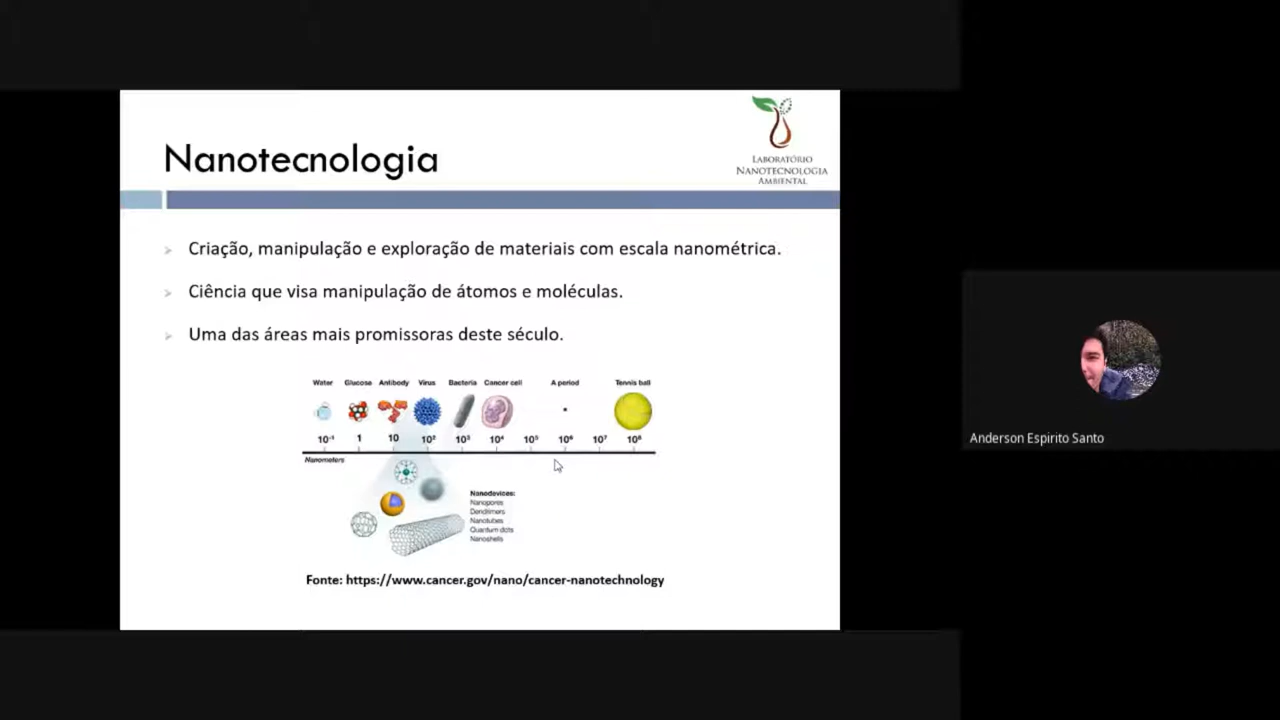 Nanotecnologia
LABORATÓRIO
NANOTECNOLOGIA
AMBIENTAL
Criação, manipulação e exploração de materiais com escala nanométrica.
Ciência que visa manipulação de átomos e moléculas.
Uma das áreas mais promissoras deste século.
Water Glucose Antibody Virus Bacteria Cancer cell A period Tennis ball
10⁻¹ 1 10 10² 10³ 10⁴ 10⁵ 10⁶ 10⁷ 10⁸
Nanometers
Nanodevices:
Nanopores
Dendrimers
Nanotubes
Quantum dots
Nanoshells
Fonte: https://www.cancer.gov/nano/cancer-nanotechnology
Anderson Espirito Santo